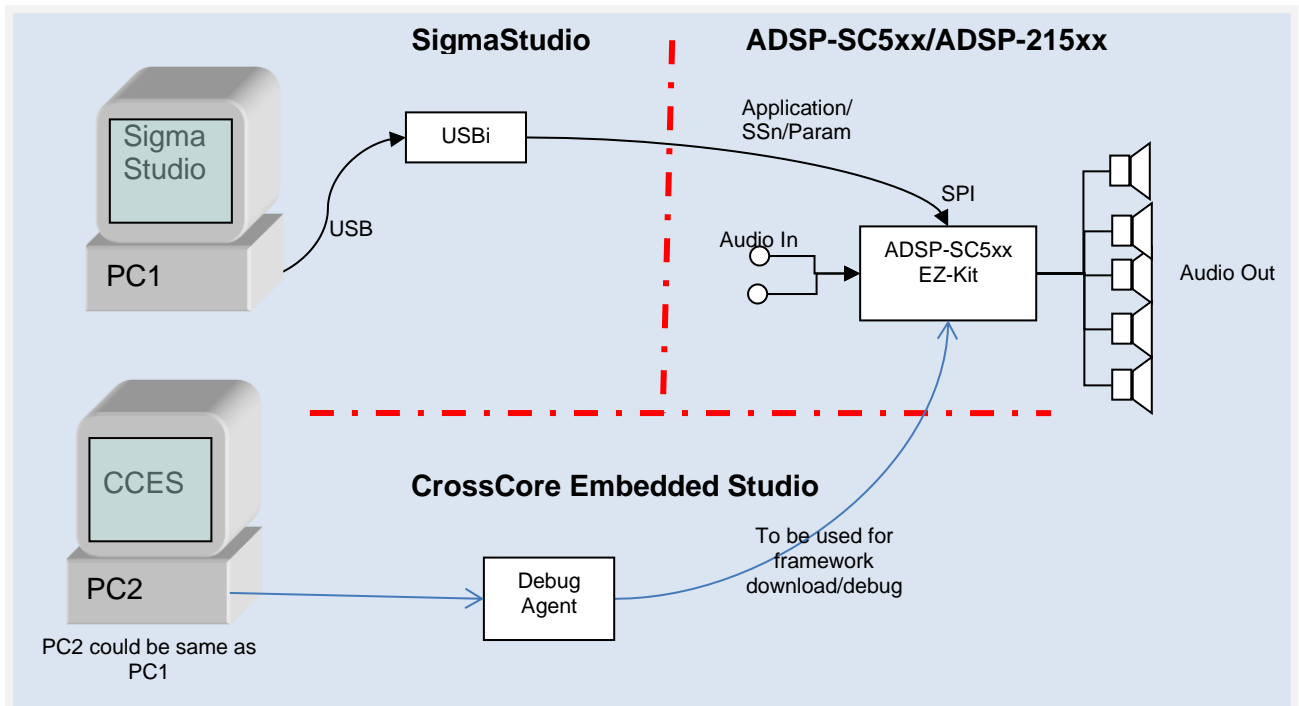 SigmaStudio
ADSP-SC5xx/ADSP-215xx
Sigma
Studio
PC1
USB
USBi
Application/
SSn/Param
SPI
Audio In
ADSP-SC5xx
EZ-Kit
Audio Out
CCES
PC2
PC2 could be same as
PC1
CrossCore Embedded Studio
Debug
Agent
To be used for
framework
download/debug